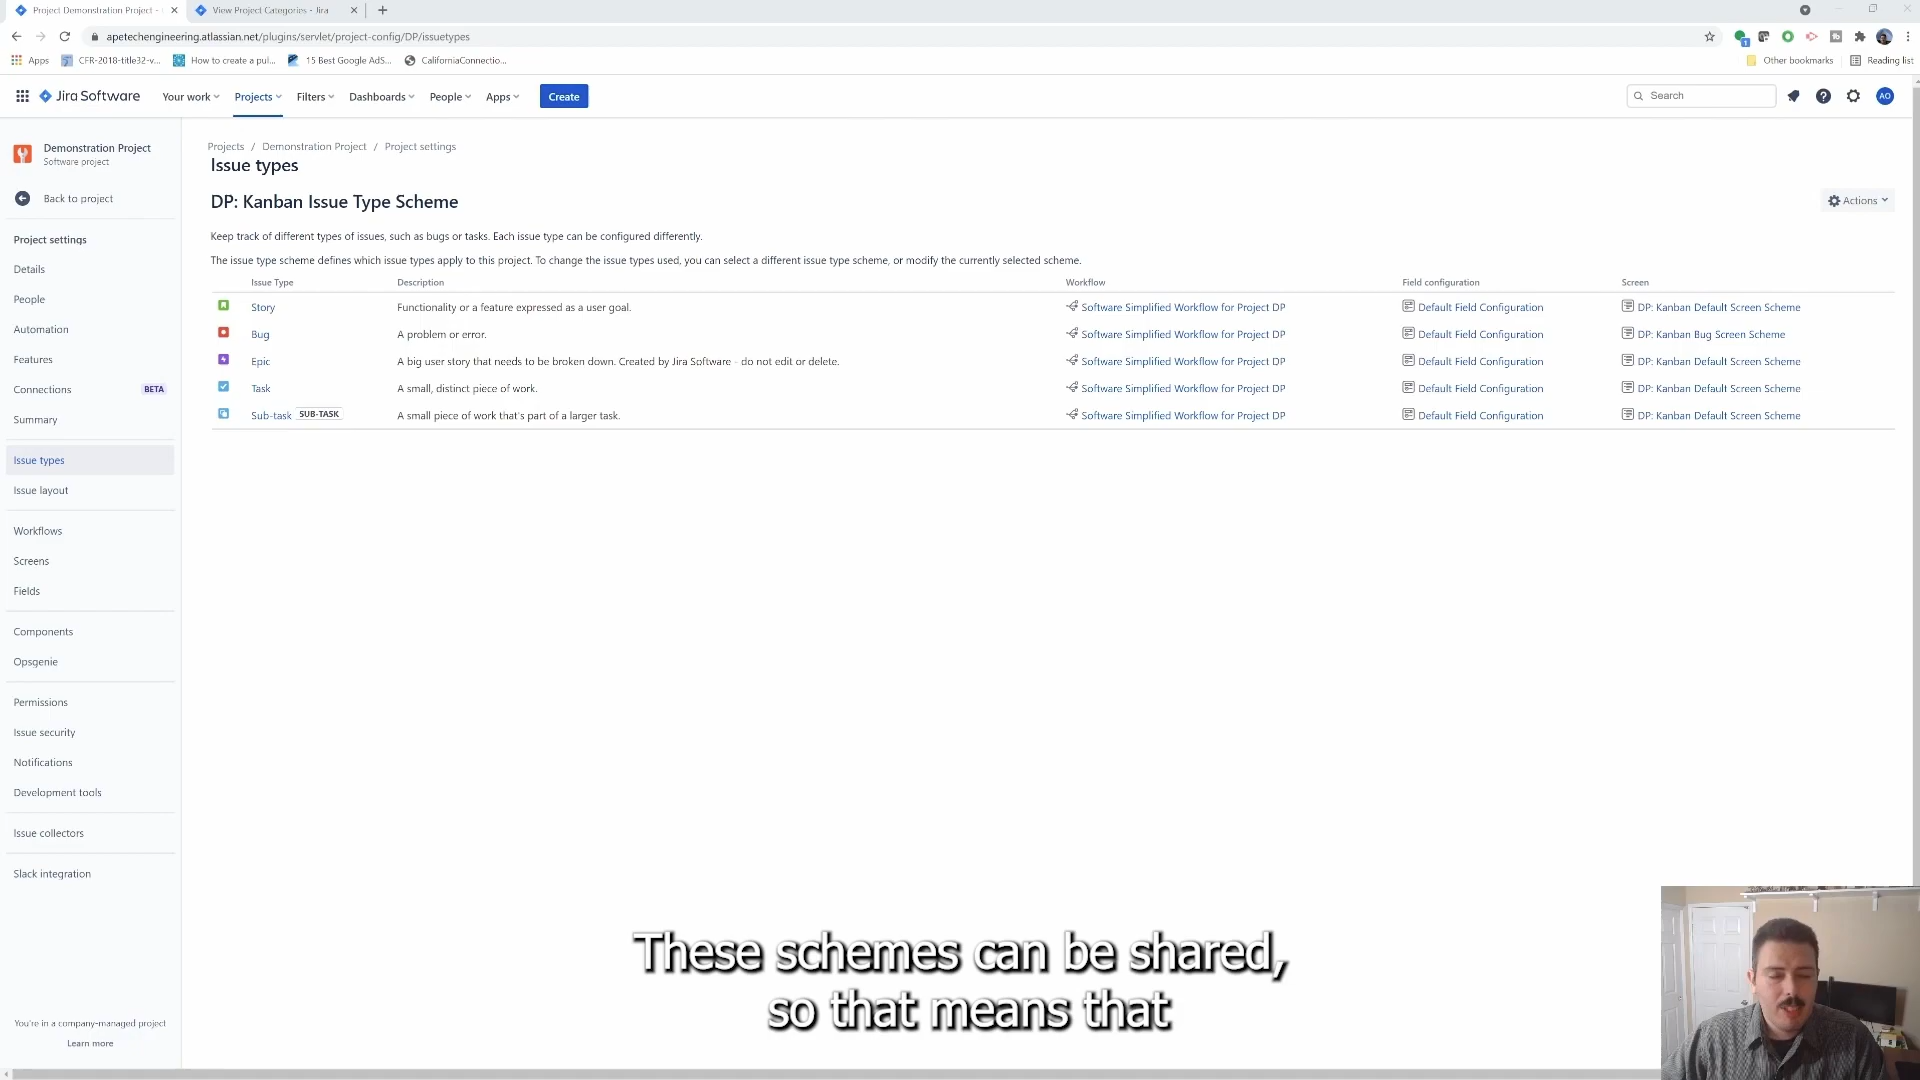 Project Demonstration Project -
View Project Categories - Jira
apetechengineering.atlassian.net/plugins/servlet/project-config/DP/issuetypes
Apps
CFR-2018-title32-v...
How to create a pul...
15 Best Google AdS...
CaliforniaConnectio...
Other bookmarks
Reading list
Jira Software
Your work
Projects
Filters
Dashboards
People
Apps
Create
Search
AO
Demonstration Project
Software project
Back to project
Project settings
Details
People
Automation
Features
Connections BETA
Summary
Issue types
Issue layout
Workflows
Screens
Fields
Components
Opsgenie
Permissions
Issue security
Notifications
Development tools
Issue collectors
Slack integration
You're in a company-managed project
Learn more
Projects / Demonstration Project / Project settings
Issue types
DP: Kanban Issue Type Scheme
Actions
Keep track of different types of issues, such as bugs or tasks. Each issue type can be configured differently.
The issue type scheme defines which issue types apply to this project. To change the issue types used, you can select a different issue type scheme, or modify the currently selected scheme.
Issue Type Description Workflow Field configuration Screen
Story Functionality or a feature expressed as a user goal. Software Simplified Workflow for Project DP Default Field Configuration DP: Kanban Default Screen Scheme
Bug A problem or error. Software Simplified Workflow for Project DP Default Field Configuration DP: Kanban Bug Screen Scheme
Epic A big user story that needs to be broken down. Created by Jira Software - do not edit or delete. Software Simplified Workflow for Project DP Default Field Configuration DP: Kanban Default Screen Scheme
Task A small, distinct piece of work. Software Simplified Workflow for Project DP Default Field Configuration DP: Kanban Default Screen Scheme
Sub-task SUB-TASK A small piece of work that's part of a larger task. Software Simplified Workflow for Project DP Default Field Configuration DP: Kanban Default Screen Scheme
These schemes can be shared,
so that means that